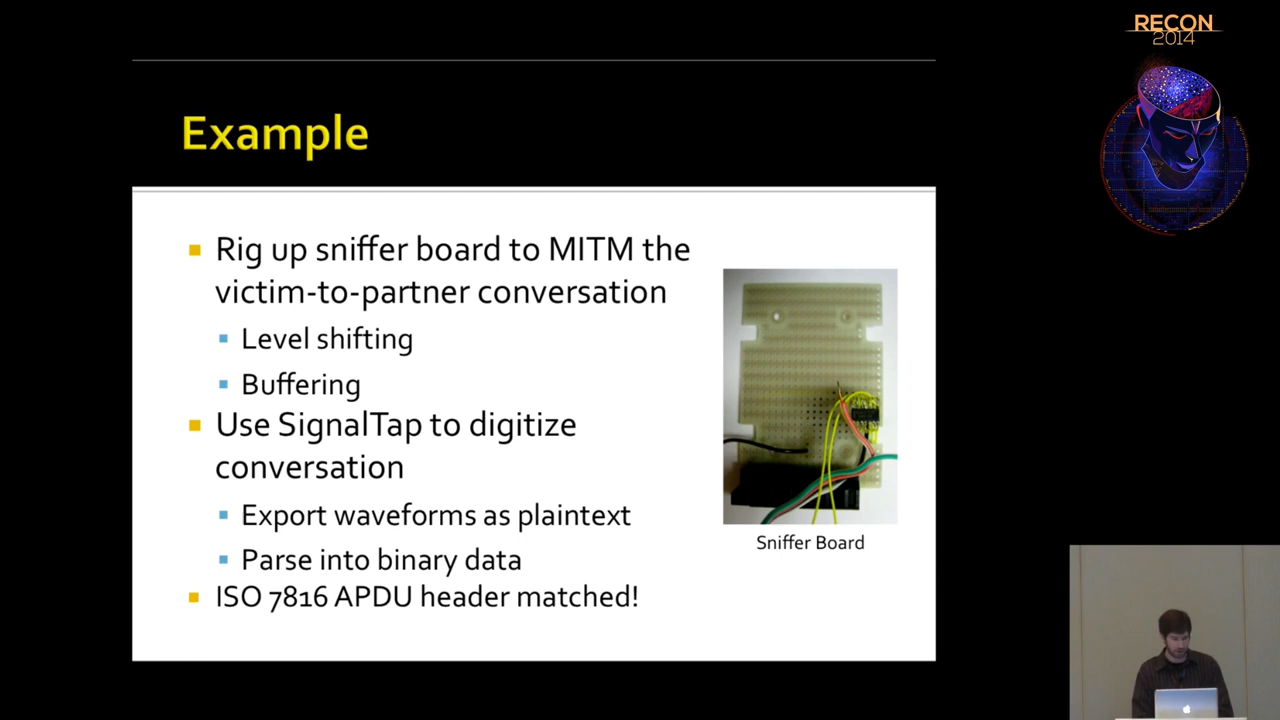 RECON
2014
Example
Rig up sniffer board to MITM the
victim-to-partner conversation
Level shifting
Buffering
Use SignalTap to digitize
conversation
Export waveforms as plaintext
Parse into binary data
ISO 7816 APDU header matched!
Sniffer Board